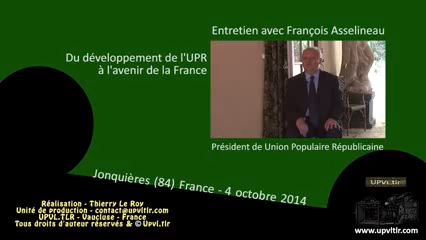 Entretien avec François Asselineau
Du développement de l'UPR
à l'avenir de la France
Président de Union Populaire Républicaine
Jonquières (84) France - 4 octobre 2014
Réalisation - Thierry Le Roy
Unité de production - contact@upvltlr.com
UPVL.TLR - Vaucluse - France
Tous droits d'auteur réservés & © Upvl.tlr
UPVL.tlr
www.upvltlr.com